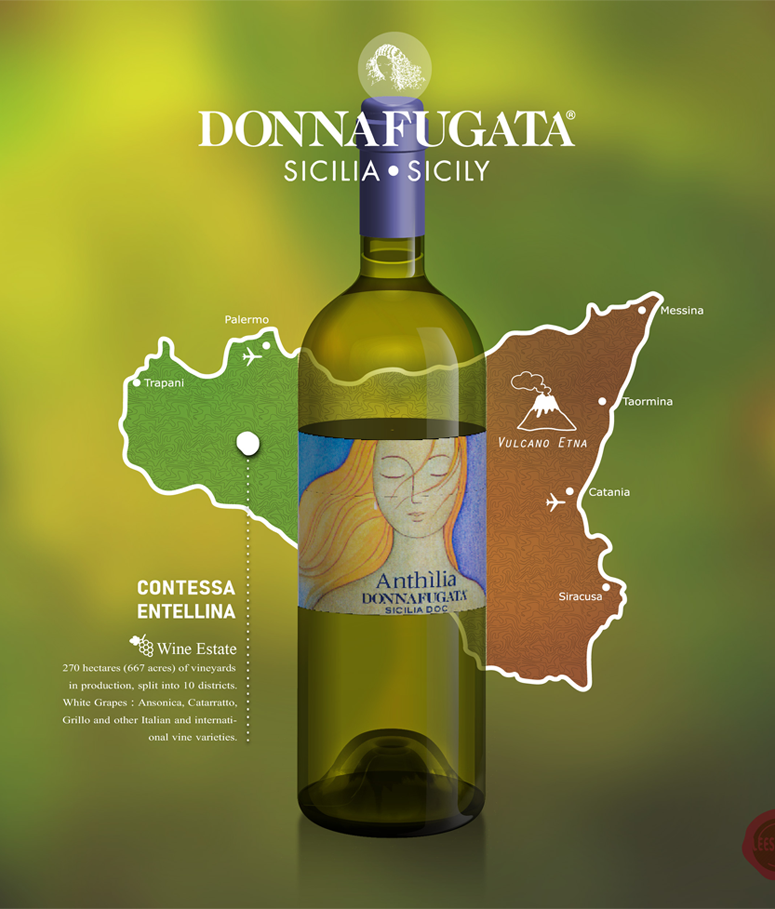 DONNAFUGATA®
SICILIA • SICILY
Palermo
Messina
Trapani
Taormina
VULCANO ETNA
Catania
Anthìlia
DONNAFUGATA
SICILIA DOC
Siracusa
CONTESSA
ENTELLINA
Wine Estate
270 hectares (667 acres) of vineyards
in production, split into 10 districts.
White Grapes : Ansonica, Catarratto,
Grillo and other Italian and internati-
onal vine varieties.